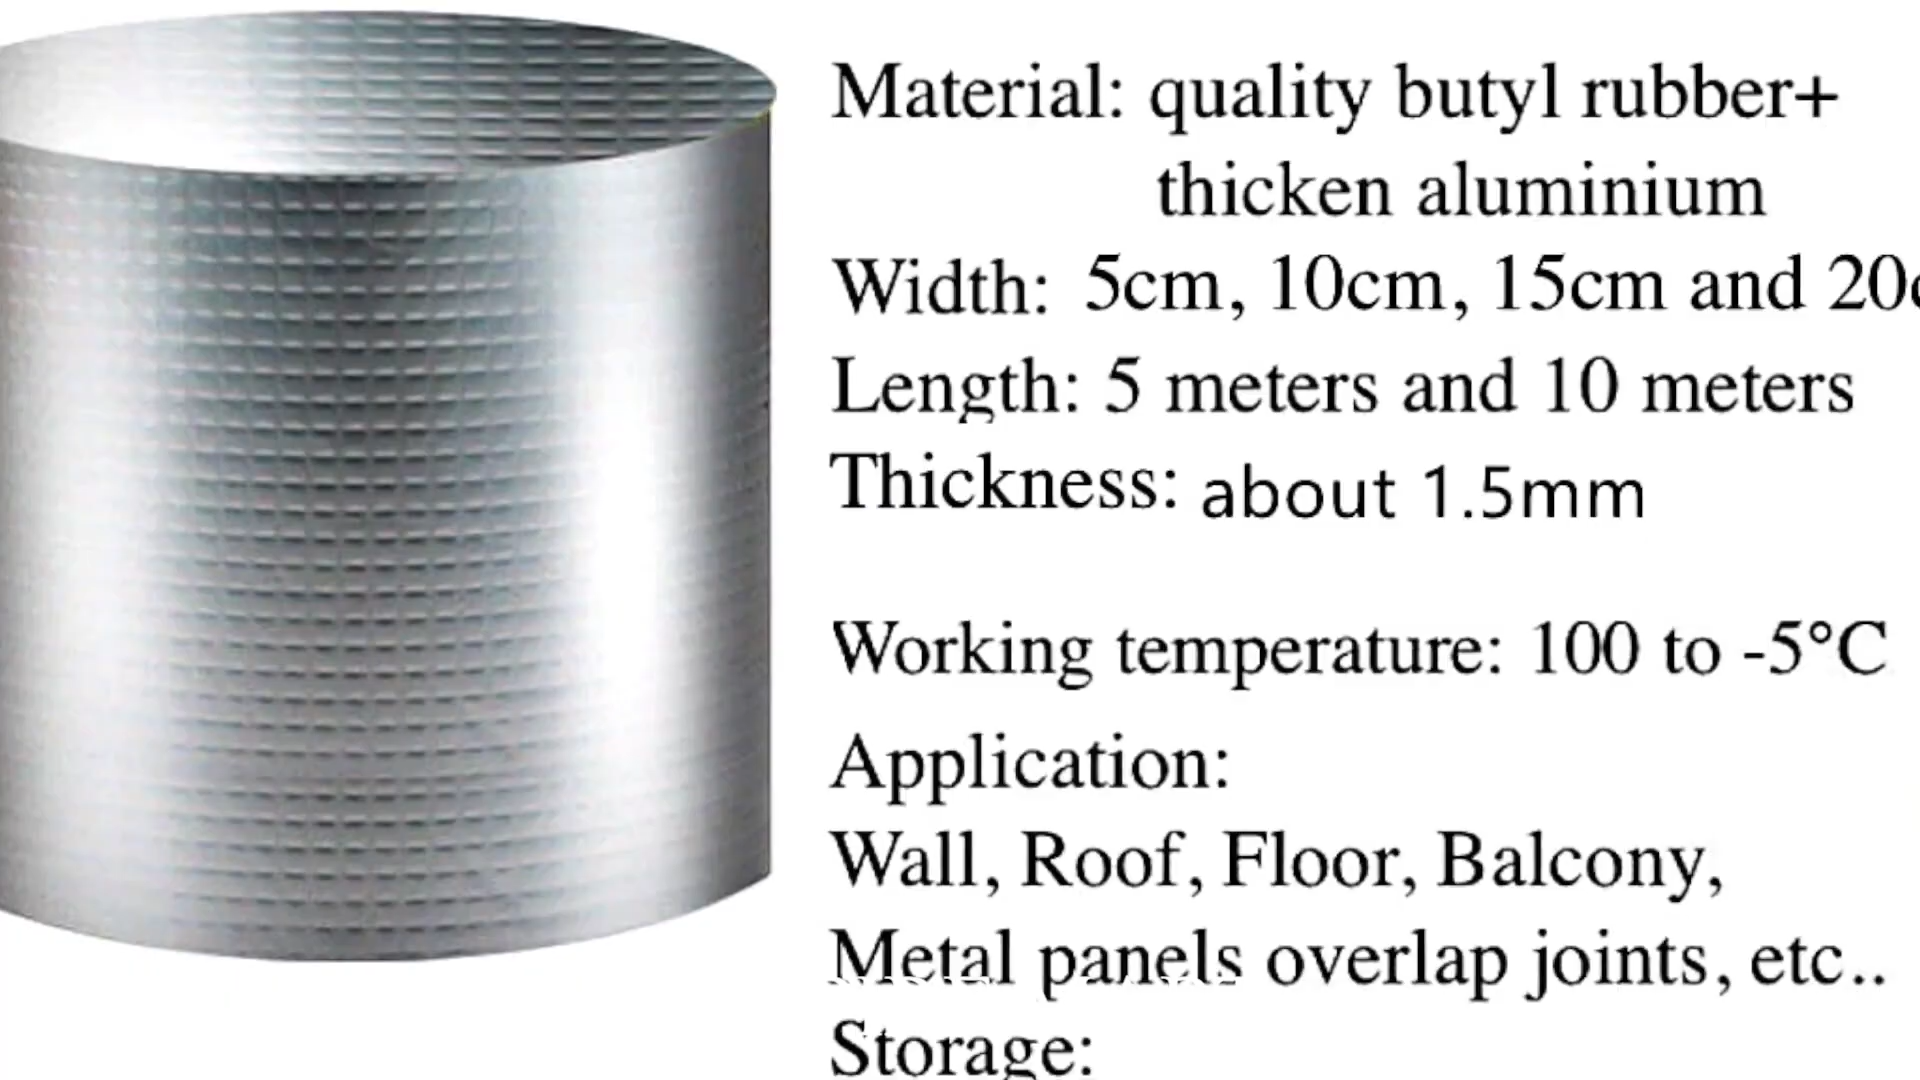 Material: quality butyl rubber+
thicken aluminium
Width: 5cm, 10cm, 15cm and 20c
Length: 5 meters and 10 meters
Thickness: about 1.5mm
Working temperature: 100 to -5°C
Application:
Wall, Roof, Floor, Balcony,
Metal panels overlap joints, etc..
Storage: